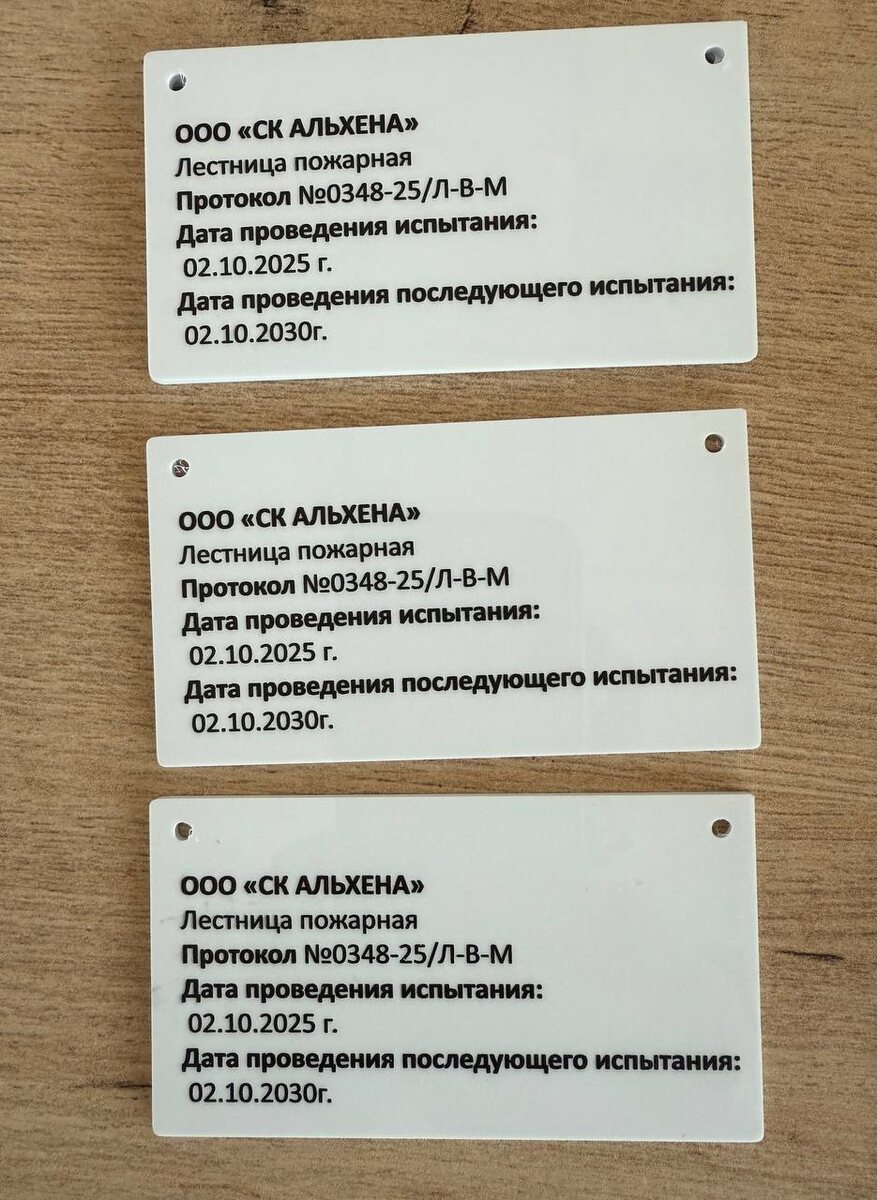 ООО «СК АЛЬХЕНА»
Лестница пожарная
Протокол №0348-25/Л-В-М
Дата проведения испытания:
02.10.2025 г.
Дата проведения последующего испытания:
02.10.2030г.
ООО «СК АЛЬХЕНА»
Лестница пожарная
Протокол №0348-25/Л-В-М
Дата проведения испытания:
02.10.2025 г.
Дата проведения последующего испытания:
02.10.2030г.
ООО «СК АЛЬХЕНА»
Лестница пожарная
Протокол №0348-25/Л-В-М
Дата проведения испытания:
02.10.2025 г.
Дата проведения последующего испытания:
02.10.2030г.